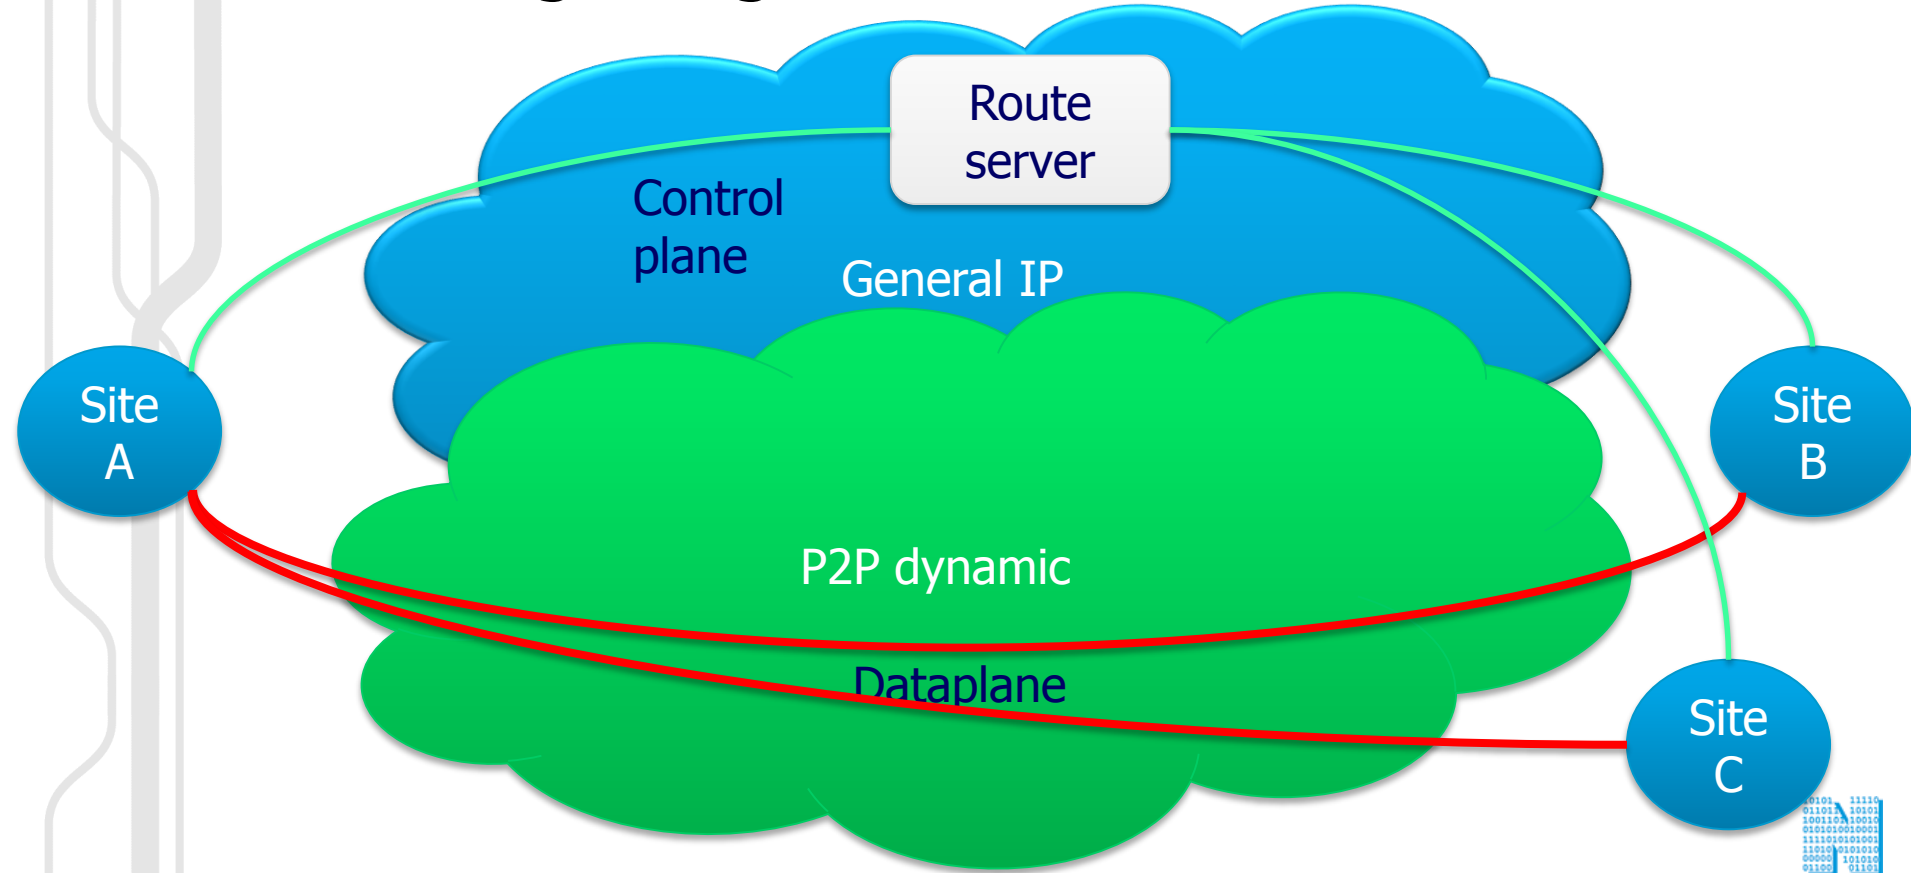 Route
server
Control
plane
General IP
Site
A
Site
B
P2P dynamic
Dataplane
Site
C